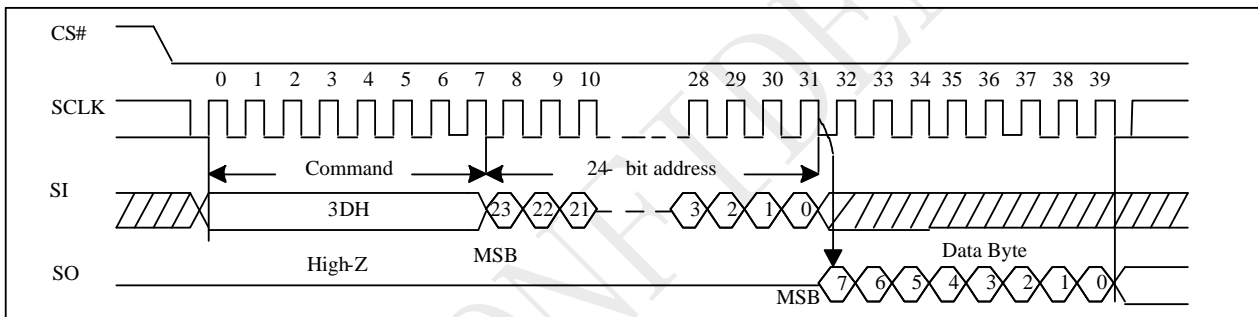 CS#
0 1 2 3 4 5 6 7 8 9 10 28 29 30 31 32 33 34 35 36 37 38 39
SCLK
Command 24- bit address
SI
3DH 23 22 21 3 2 1 0
High-Z MSB Data Byte
SO
MSB 7 6 5 4 3 2 1 0